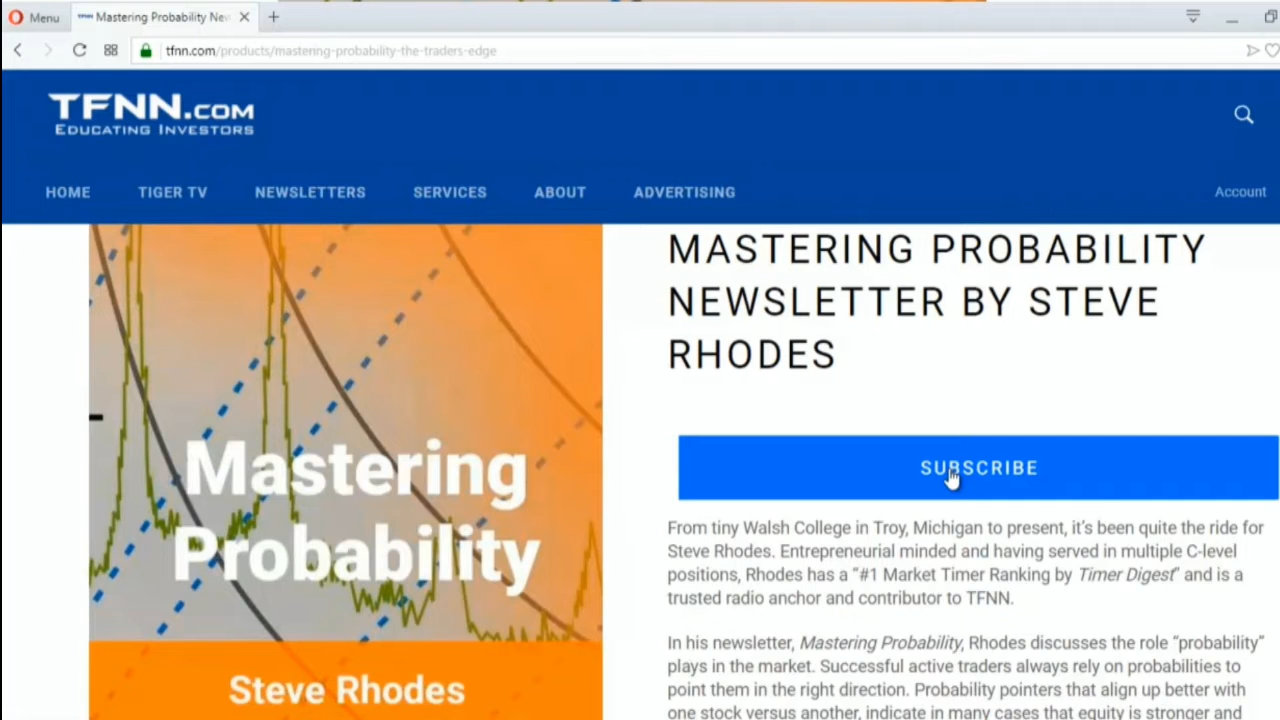 Menu
Mastering Probability New
tfnn.com/products/mastering-probability-the-traders-edge
TFNN.COM
EDUCATING INVESTORS
HOME TIGER TV NEWSLETTERS SERVICES ABOUT ADVERTISING Account
Mastering
Probability
Steve Rhodes
MASTERING PROBABILITY
NEWSLETTER BY STEVE
RHODES
SUBSCRIBE
From tiny Walsh College in Troy, Michigan to present, it's been quite the ride for
Steve Rhodes. Entrepreneurial minded and having served in multiple C-level
positions, Rhodes has a “#1 Market Timer Ranking by Timer Digest” and is a
trusted radio anchor and contributor to TFNN.
In his newsletter, Mastering Probability, Rhodes discusses the role “probability”
plays in the market. Successful active traders always rely on probabilities to
point them in the right direction. Probability pointers that align up better with
one stock versus another, indicate in many cases that equity is stronger and